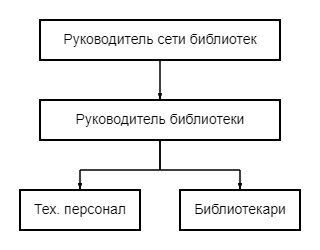 Руководитель сети библиотек
Руководитель библиотеки
Тех. персонал
Библиотекари